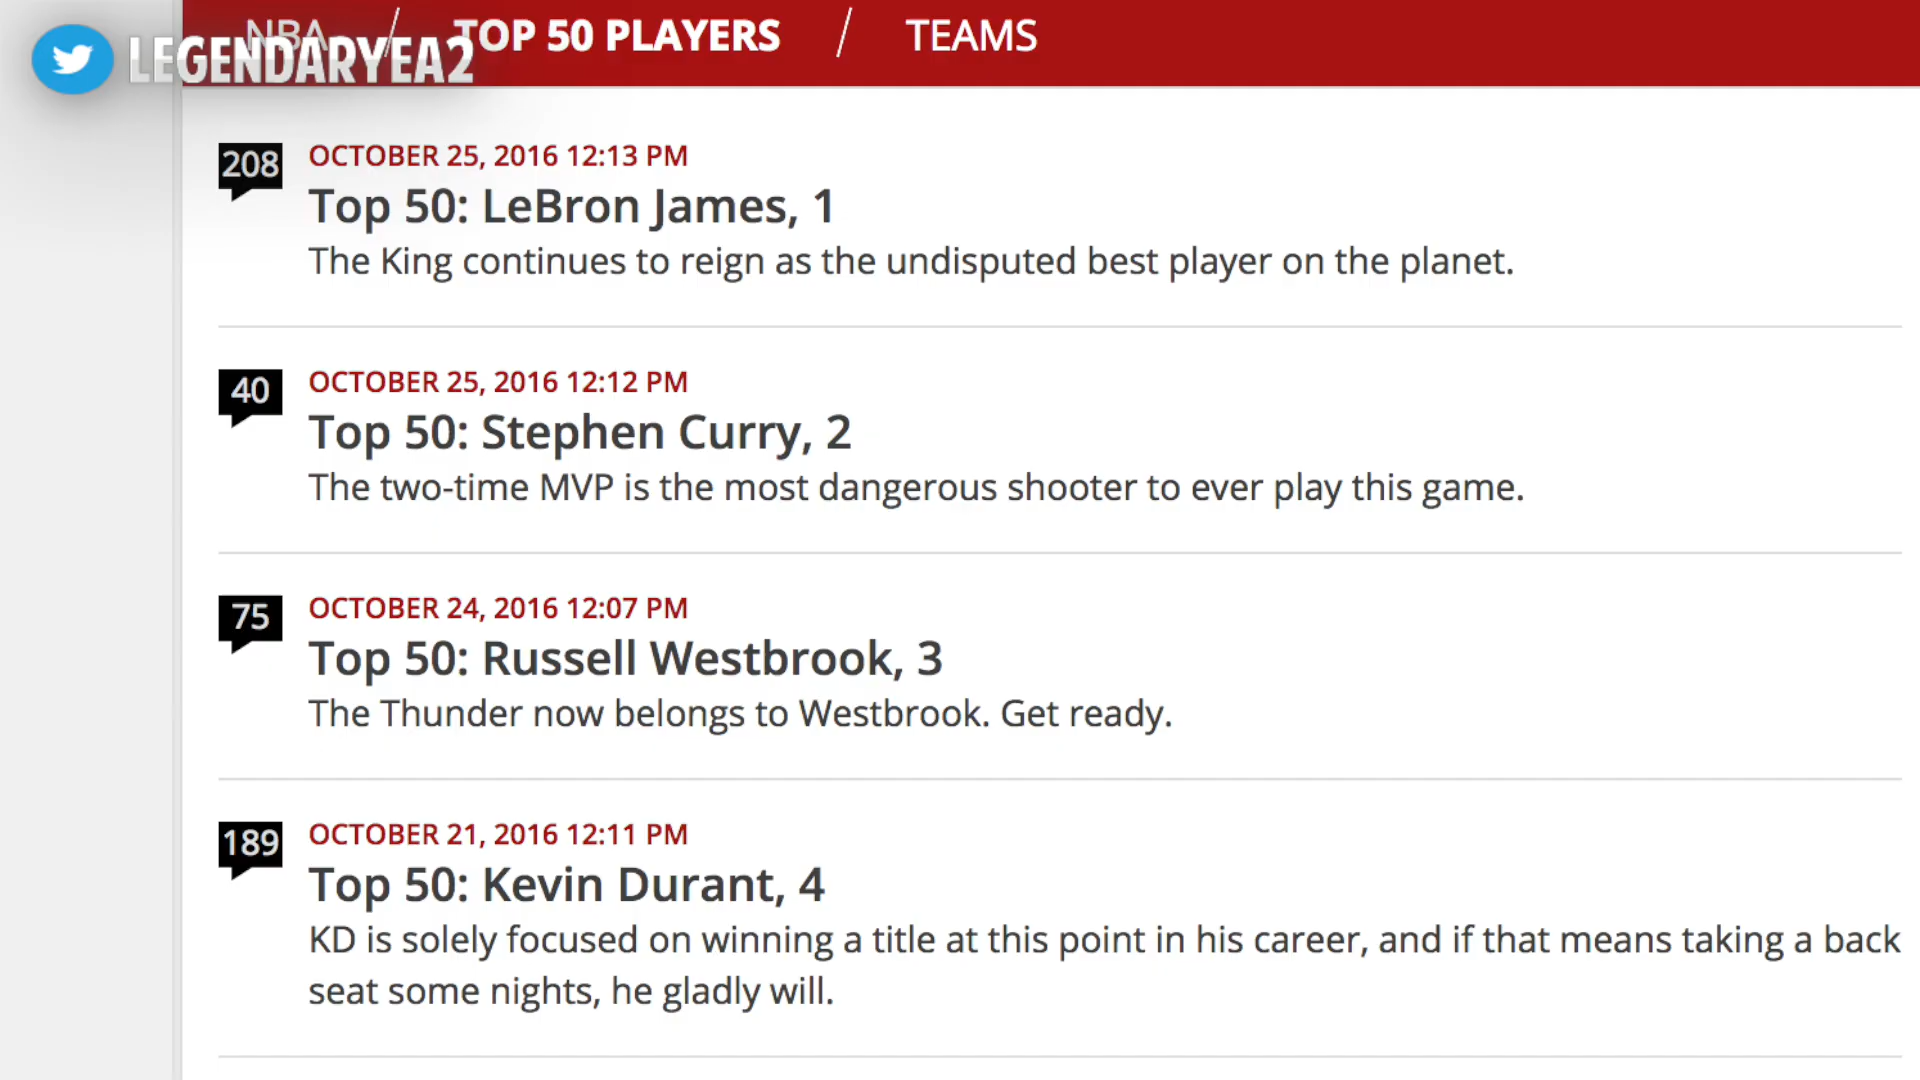 NBA / TOP 50 PLAYERS / TEAMS
LEGENDARYEA2
208
OCTOBER 25, 2016 12:13 PM
Top 50: LeBron James, 1
The King continues to reign as the undisputed best player on the planet.
40
OCTOBER 25, 2016 12:12 PM
Top 50: Stephen Curry, 2
The two-time MVP is the most dangerous shooter to ever play this game.
75
OCTOBER 24, 2016 12:07 PM
Top 50: Russell Westbrook, 3
The Thunder now belongs to Westbrook. Get ready.
189
OCTOBER 21, 2016 12:11 PM
Top 50: Kevin Durant, 4
KD is solely focused on winning a title at this point in his career, and if that means taking a back
seat some nights, he gladly will.